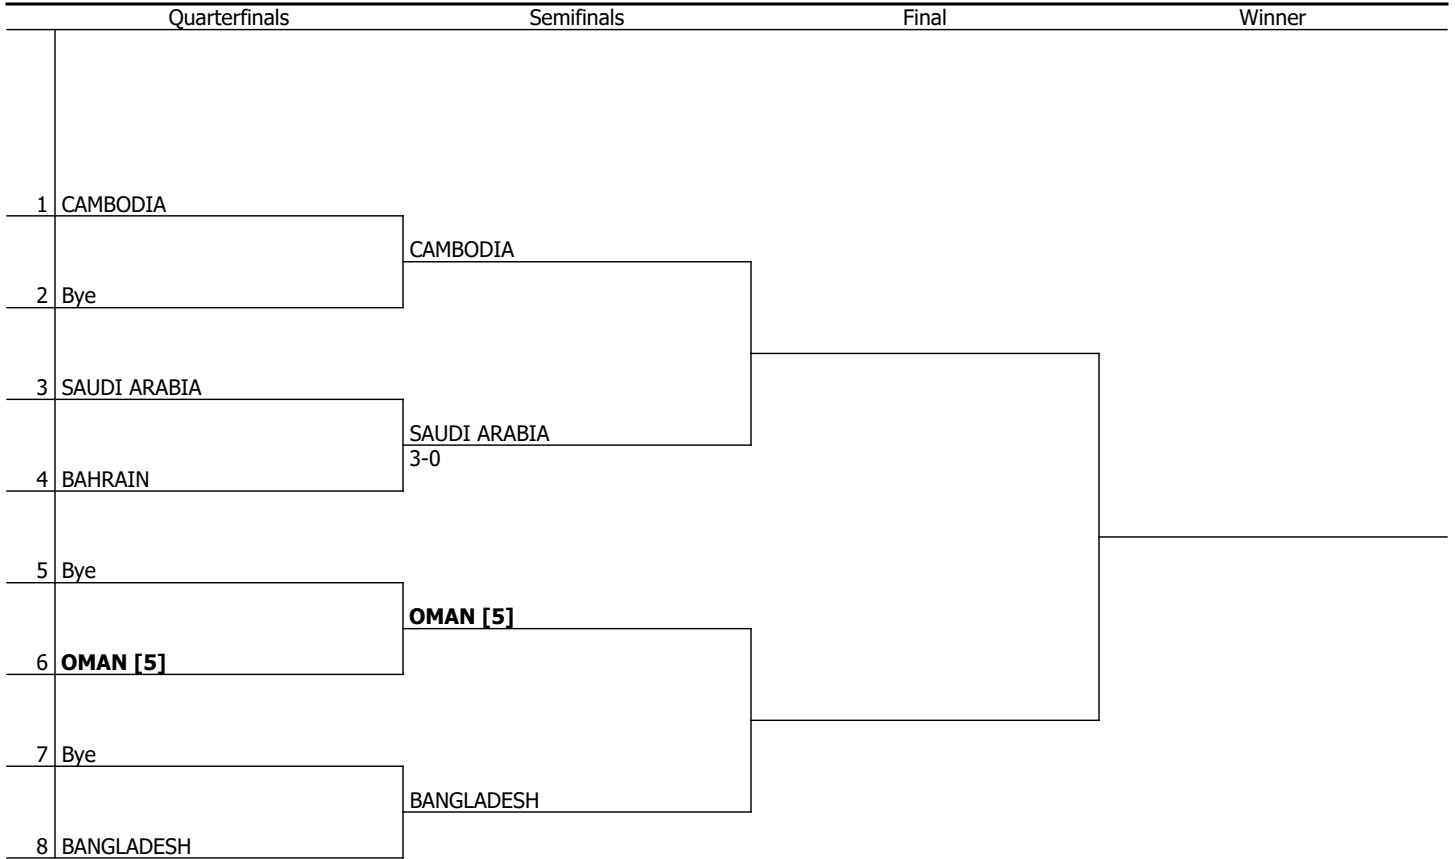 Quarterfinals Semifinals Final Winner
1 CAMBODIA
CAMBODIA
2 Bye
3 SAUDI ARABIA
SAUDI ARABIA
3-0
4 BAHRAIN
5 Bye
OMAN [5]
6 OMAN [5]
7 Bye
BANGLADESH
8 BANGLADESH